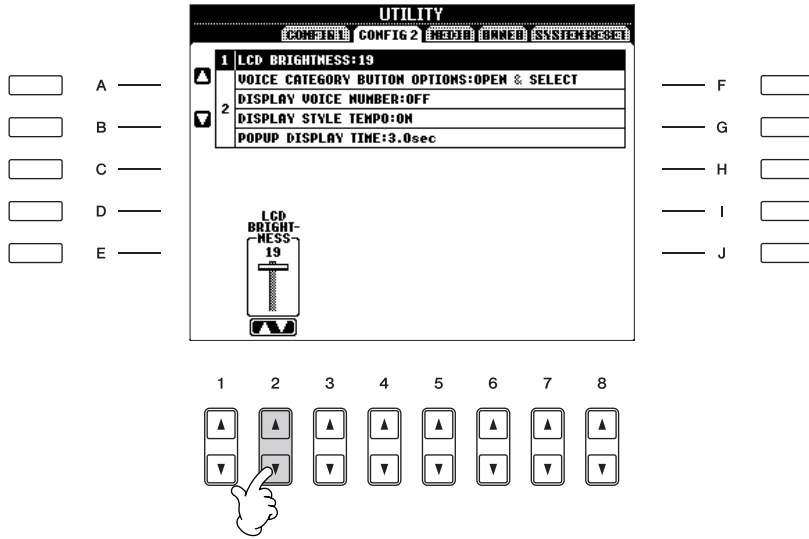 UTILITY
CONFIG 1 CONFIG 2 MEDIA OWNER SYSTEM RESET
1 LCD BRIGHTNESS:19
2 VOICE CATEGORY BUTTON OPTIONS:OPEN & SELECT
DISPLAY VOICE NUMBER:OFF
DISPLAY STYLE TEMPO:ON
POPUP DISPLAY TIME:3.0sec
A
B
C
D
E
F
G
H
I
J
LCD
BRIGHT-
NESS
19
1 2 3 4 5 6 7 8